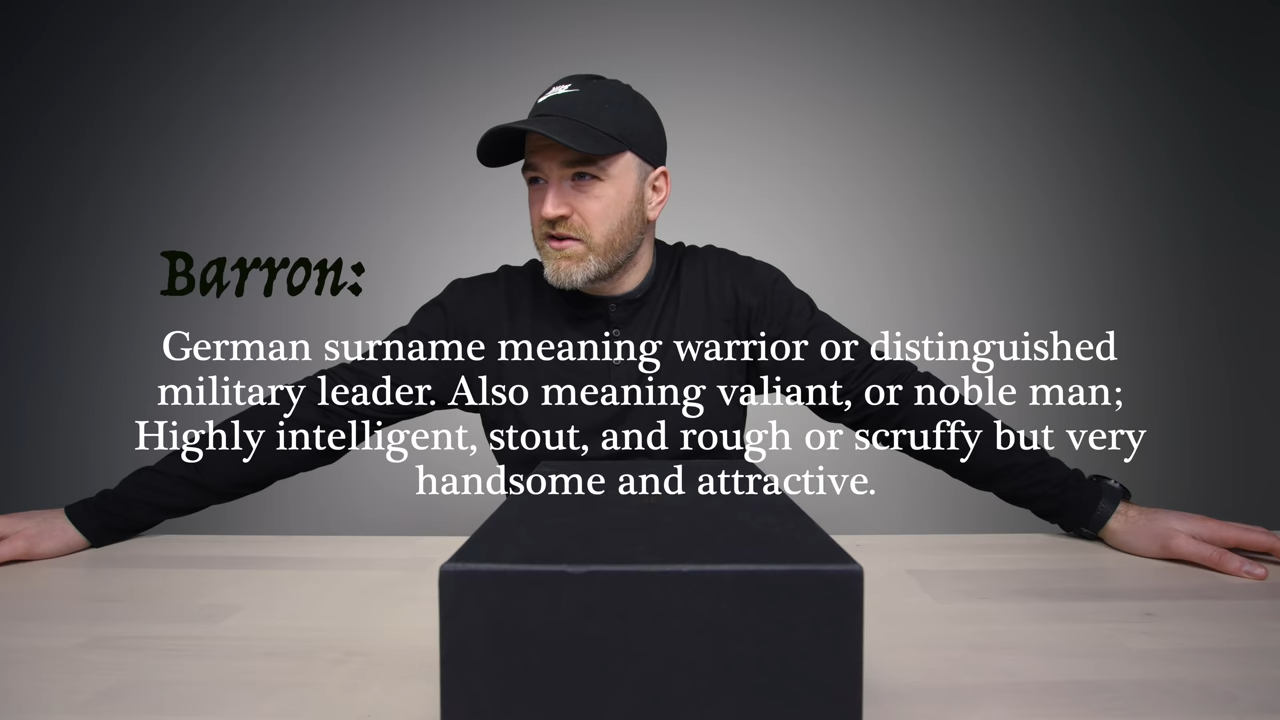 Barron:
German surname meaning warrior or distinguished
military leader. Also meaning valiant, or noble man;
Highly intelligent, stout, and rough or scruffy but very
handsome and attractive.